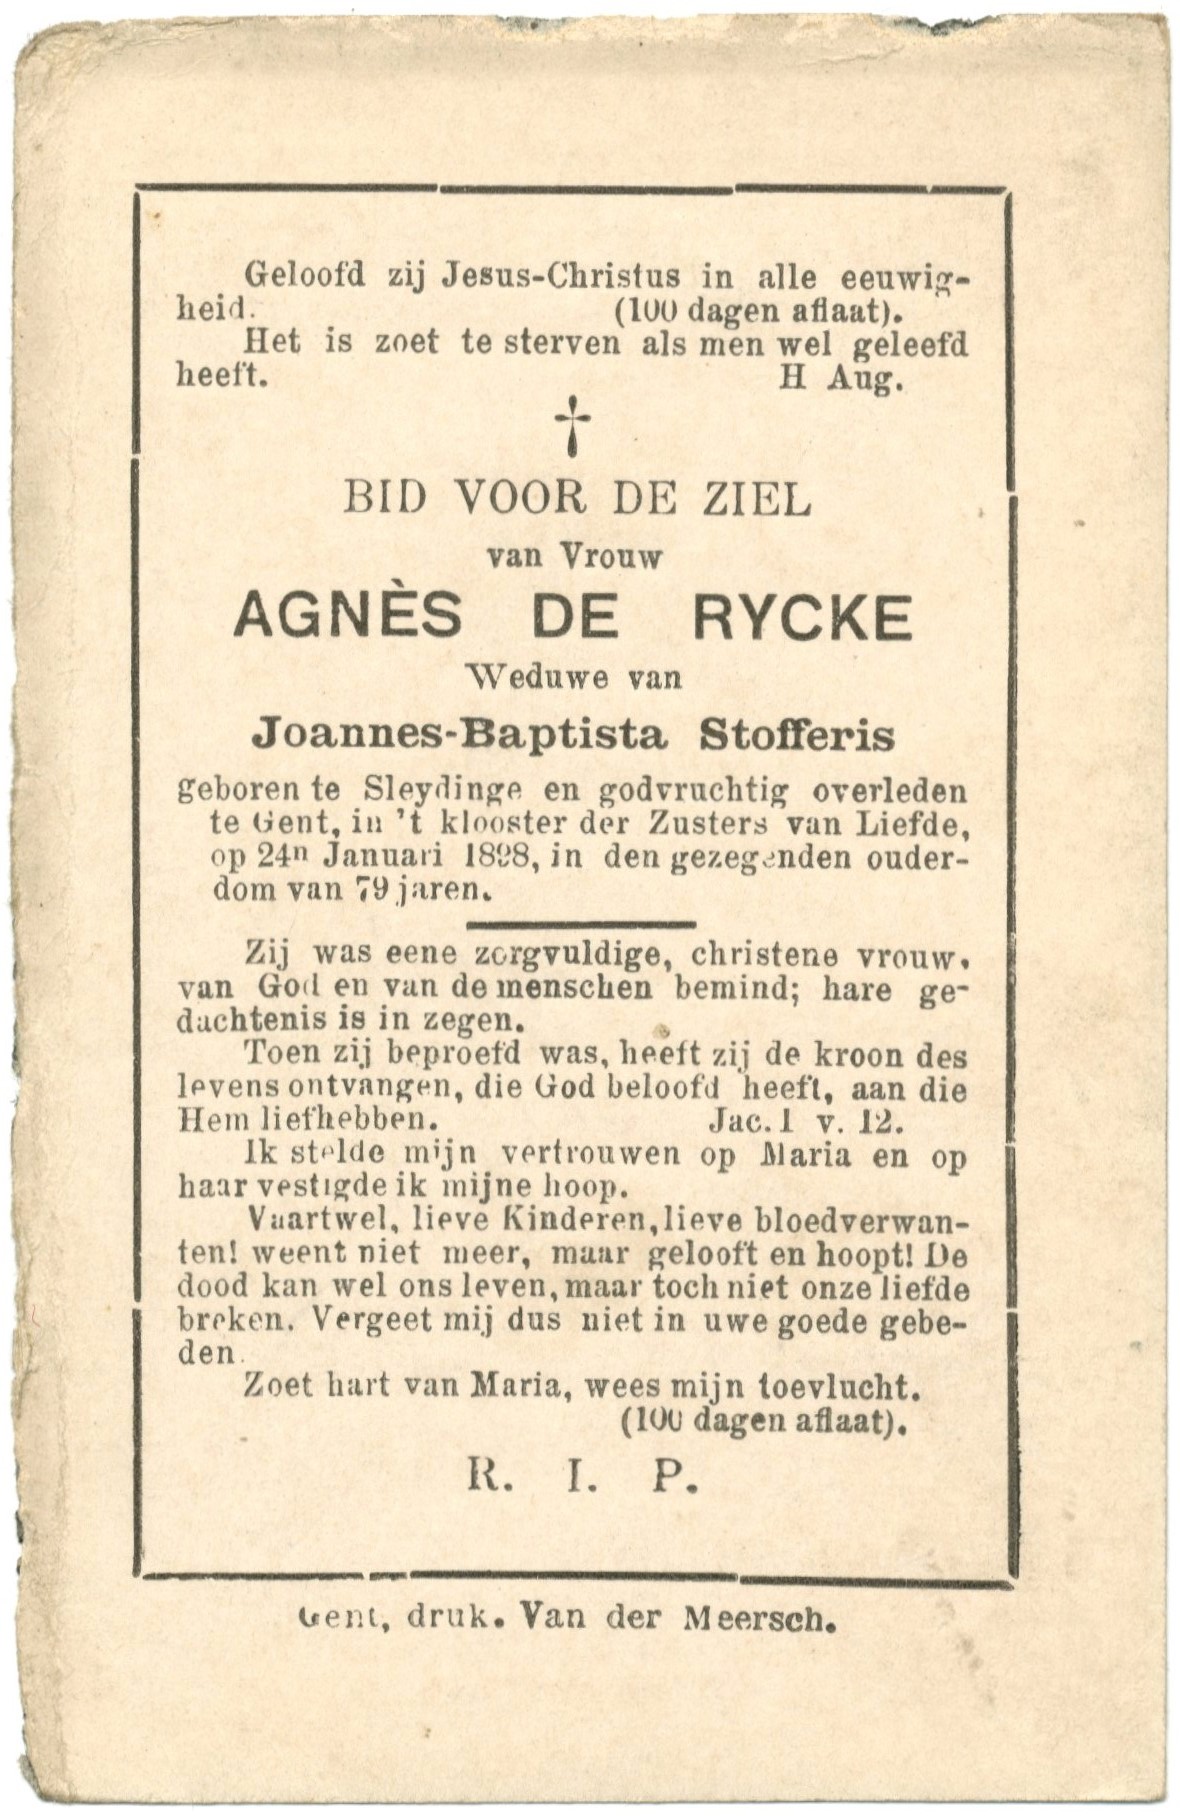 Geloofd zij Jesus-Christus in alle eeuwig-
heid. (100 dagen aflaat).
Het is zoet te sterven als men wel geleefd
heeft. H Aug.
†
BID VOOR DE ZIEL
van Vrouw
AGNÈS DE RYCKE
Weduwe van
Joannes-Baptista Stofferis
geboren te Sleydinge en godvruchtig overleden
te Gent, in 't klooster der Zusters van Liefde,
op 24n Januari 1898, in den gezegenden ouder-
dom van 79 jaren.
Zij was eene zorgvuldige, christene vrouw.
van God en van de menschen bemind; hare ge-
dachtenis is in zegen.
Toen zij beproefd was, heeft zij de kroon des
levens ontvangen, die God beloofd heeft, aan die
Hem liefhebben. Jac. 1 v. 12.
Ik stelde mijn vertrouwen op Maria en op
haar vestigde ik mijne hoop.
Vaartwel, lieve Kinderen, lieve bloedverwan-
ten! weent niet meer, maar gelooft en hoopt! De
dood kan wel ons leven, maar toch niet onze liefde
breken. Vergeet mij dus niet in uwe goede gebe-
den.
Zoet hart van Maria, wees mijn toevlucht.
(100 dagen aflaat).
R. I. P.
Gent, druk. Van der Meersch.